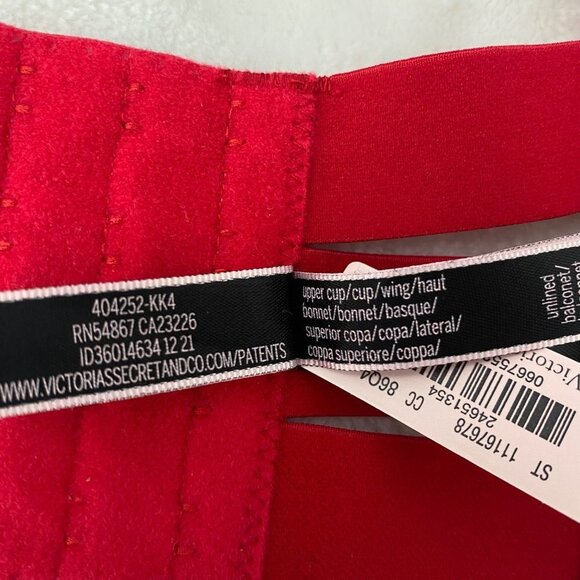 404252-KK4
RN54867 CA23226
ID36014634 12 21
WWW.VICTORIASSECRETANDCO.COM/PATENTS
upper cup/cup/wing/haut
bonnet/bonnet/basque/
superior copa/copa/lateral/
coppa superiore/coppa/
unlined
balconet/
ST 11167678
24651354
CC